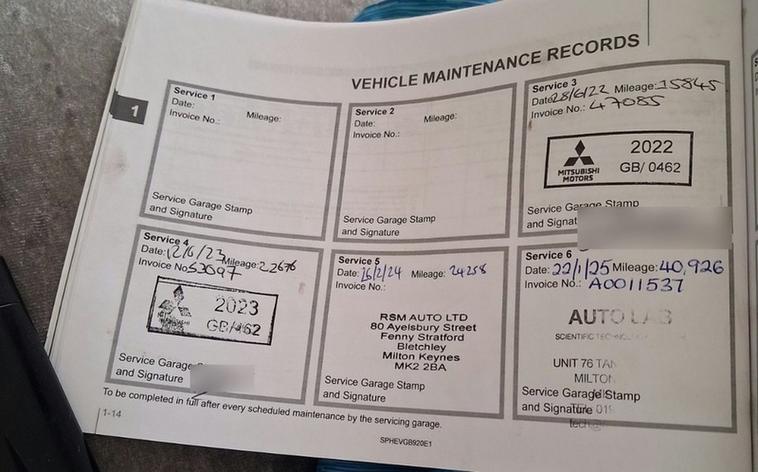 VEHICLE MAINTENANCE RECORDS
1
Service 1
Date: Mileage:
Invoice No.:
Service Garage Stamp
and Signature
Service 2
Date: Mileage:
Invoice No.:
Service Garage Stamp
and Signature
Service 3
Date: 28/6/22 Mileage: 15845
Invoice No.: 47085
MITSUBISHI
MOTORS
2022
GB/ 0462
Service Garage Stamp
and
Service 4
Date: 12/6/23 Mileage: 22676
Invoice No. 53097
2023
GB/
Service Garage
and Signature
Service 5
Date: 16/2/24 Mileage: 24258
Invoice No.:
RSM AUTO LTD
80 Ayelsbury Street
Fenny Stratford
Bletchley
Milton Keynes
MK2 2BA
Service Garage Stamp
and Signature
Service 6
Date: 22/1/25 Mileage: 40,926
Invoice No.: A0011537
AUTO LAB
SCIENTIFIC
UNIT 76
MILTON
Service Garage Stamp
and Signature
tech@
To be completed in full after every scheduled maintenance by the servicing garage.
1-14
SPHEVGB920E1